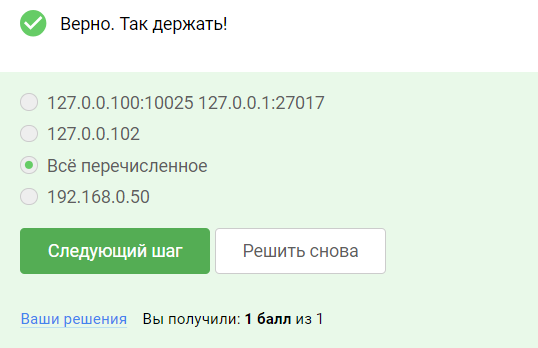 Верно. Так держать!
127.0.0.100:10025 127.0.0.1:27017
127.0.0.102
Всё перечисленное
192.168.0.50
Следующий шаг Решить снова
Ваши решения Вы получили: 1 балл из 1